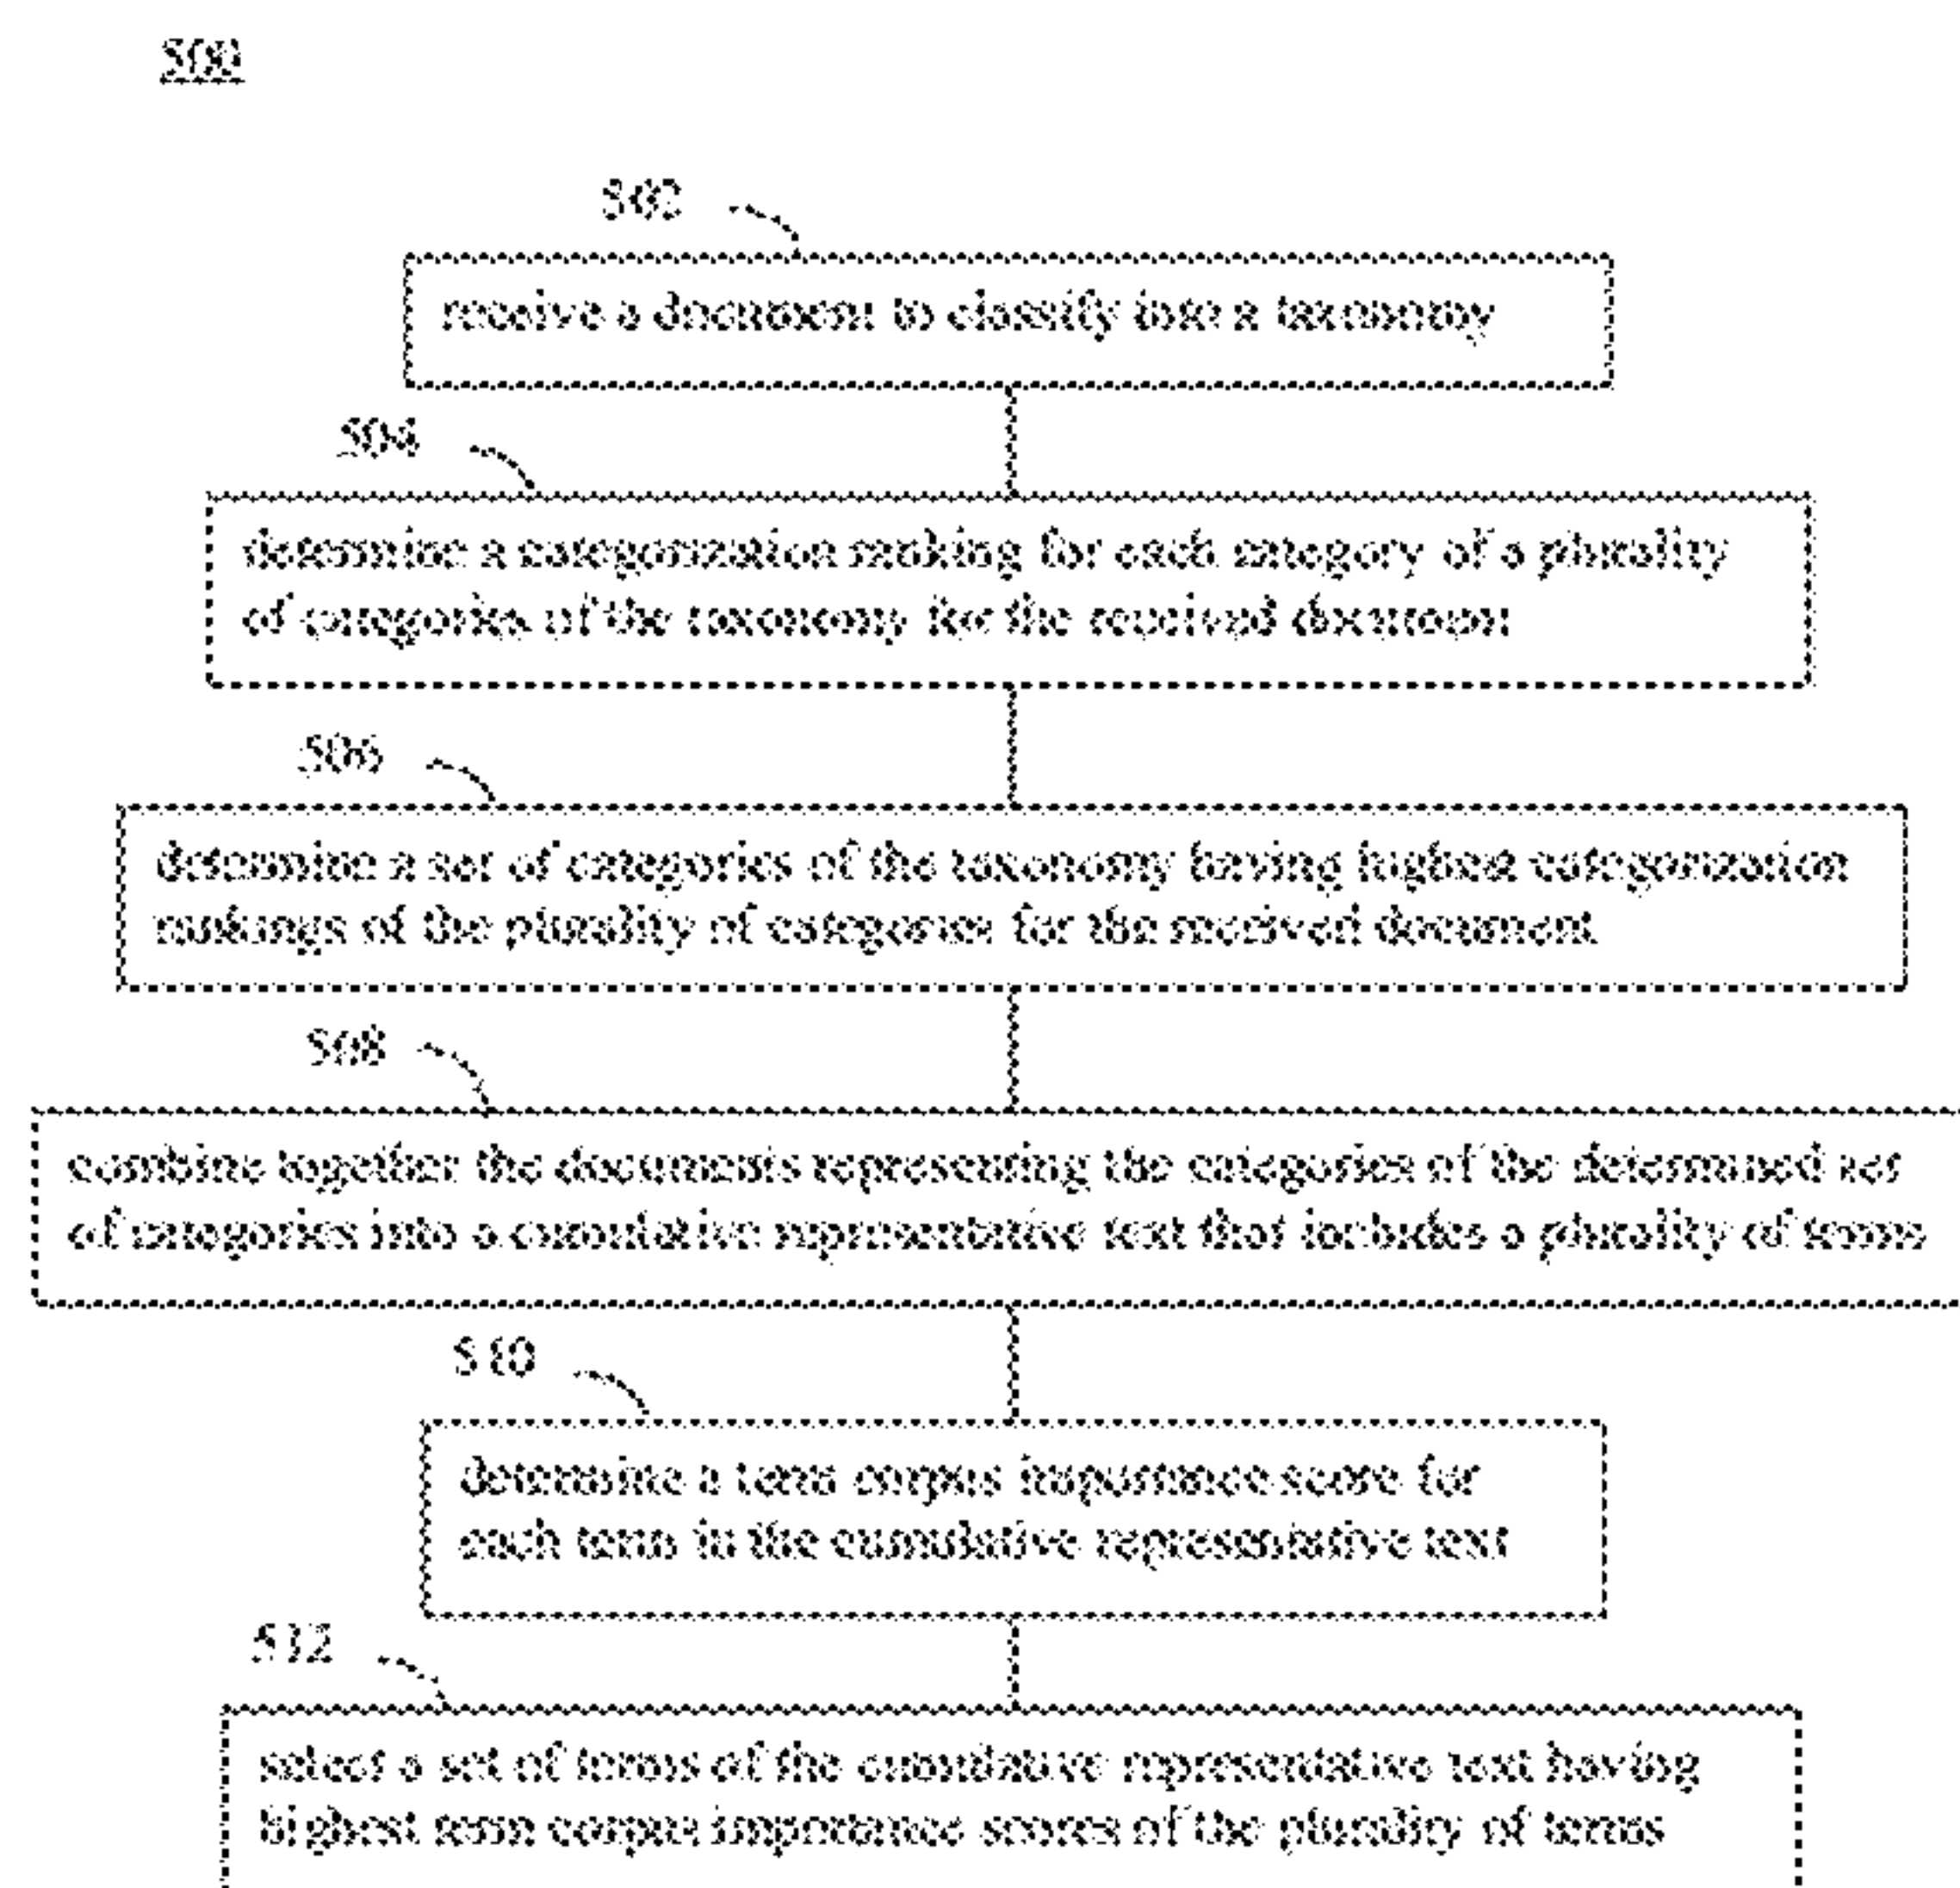 500
502
receive a document to classify into a taxonomy
504
determine a categorization ranking for each category of a plurality
of categories of the taxonomy for the received document
506
determine a set of categories of the taxonomy having highest categorization
rankings of the plurality of categories for the received document
508
combine together the documents representing the categories of the determined set
of categories into a cumulative representative text that includes a plurality of terms
510
determine a term corpus importance score for
each term in the cumulative representative text
512
select a set of terms of the cumulative representative text having
highest term corpus importance scores of the plurality of terms